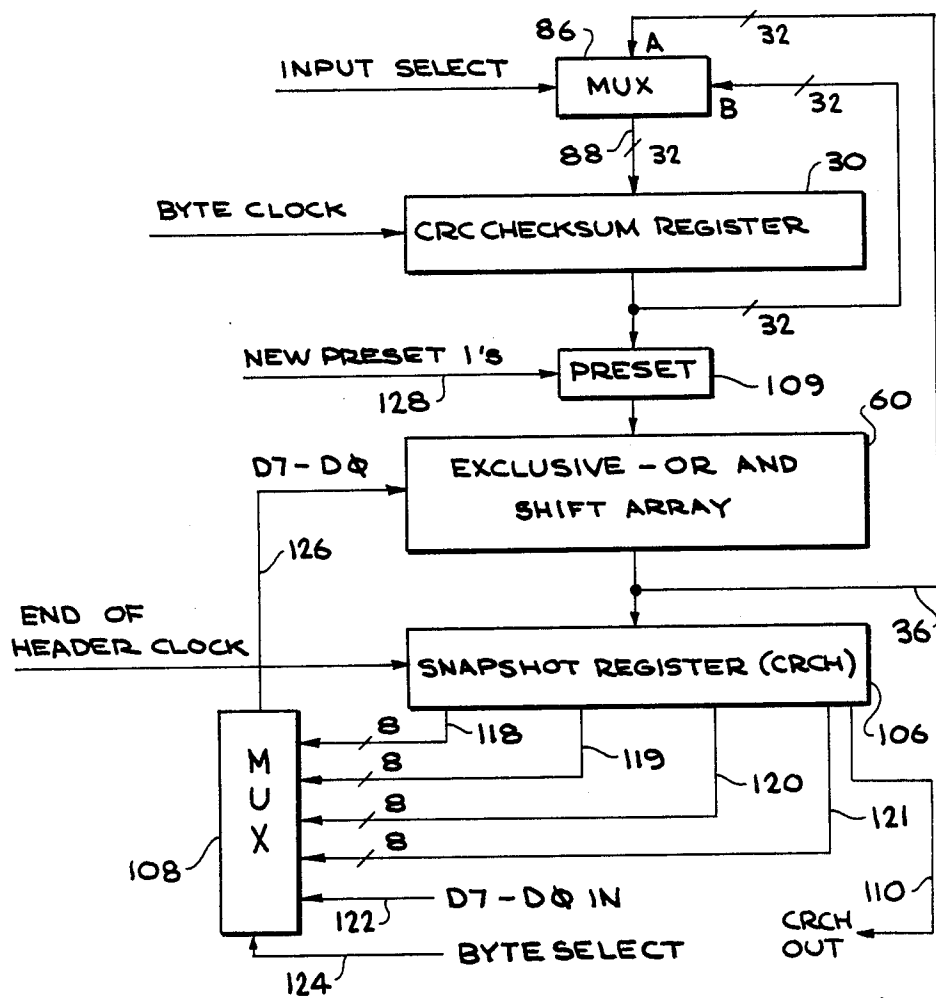 86
A
32
INPUT SELECT
MUX
B
32
88
32
30
BYTE CLOCK
CRC CHECKSUM REGISTER
32
NEW PRESET 1'S
128
PRESET
109
60
D7-DØ
EXCLUSIVE-OR AND
SHIFT ARRAY
126
END OF
HEADER CLOCK
36
SNAPSHOT REGISTER (CRCH)
8
118
106
8
119
MUX
8
120
8
121
108
D7-DØ IN
122
110
CRCH
OUT
BYTE SELECT
124